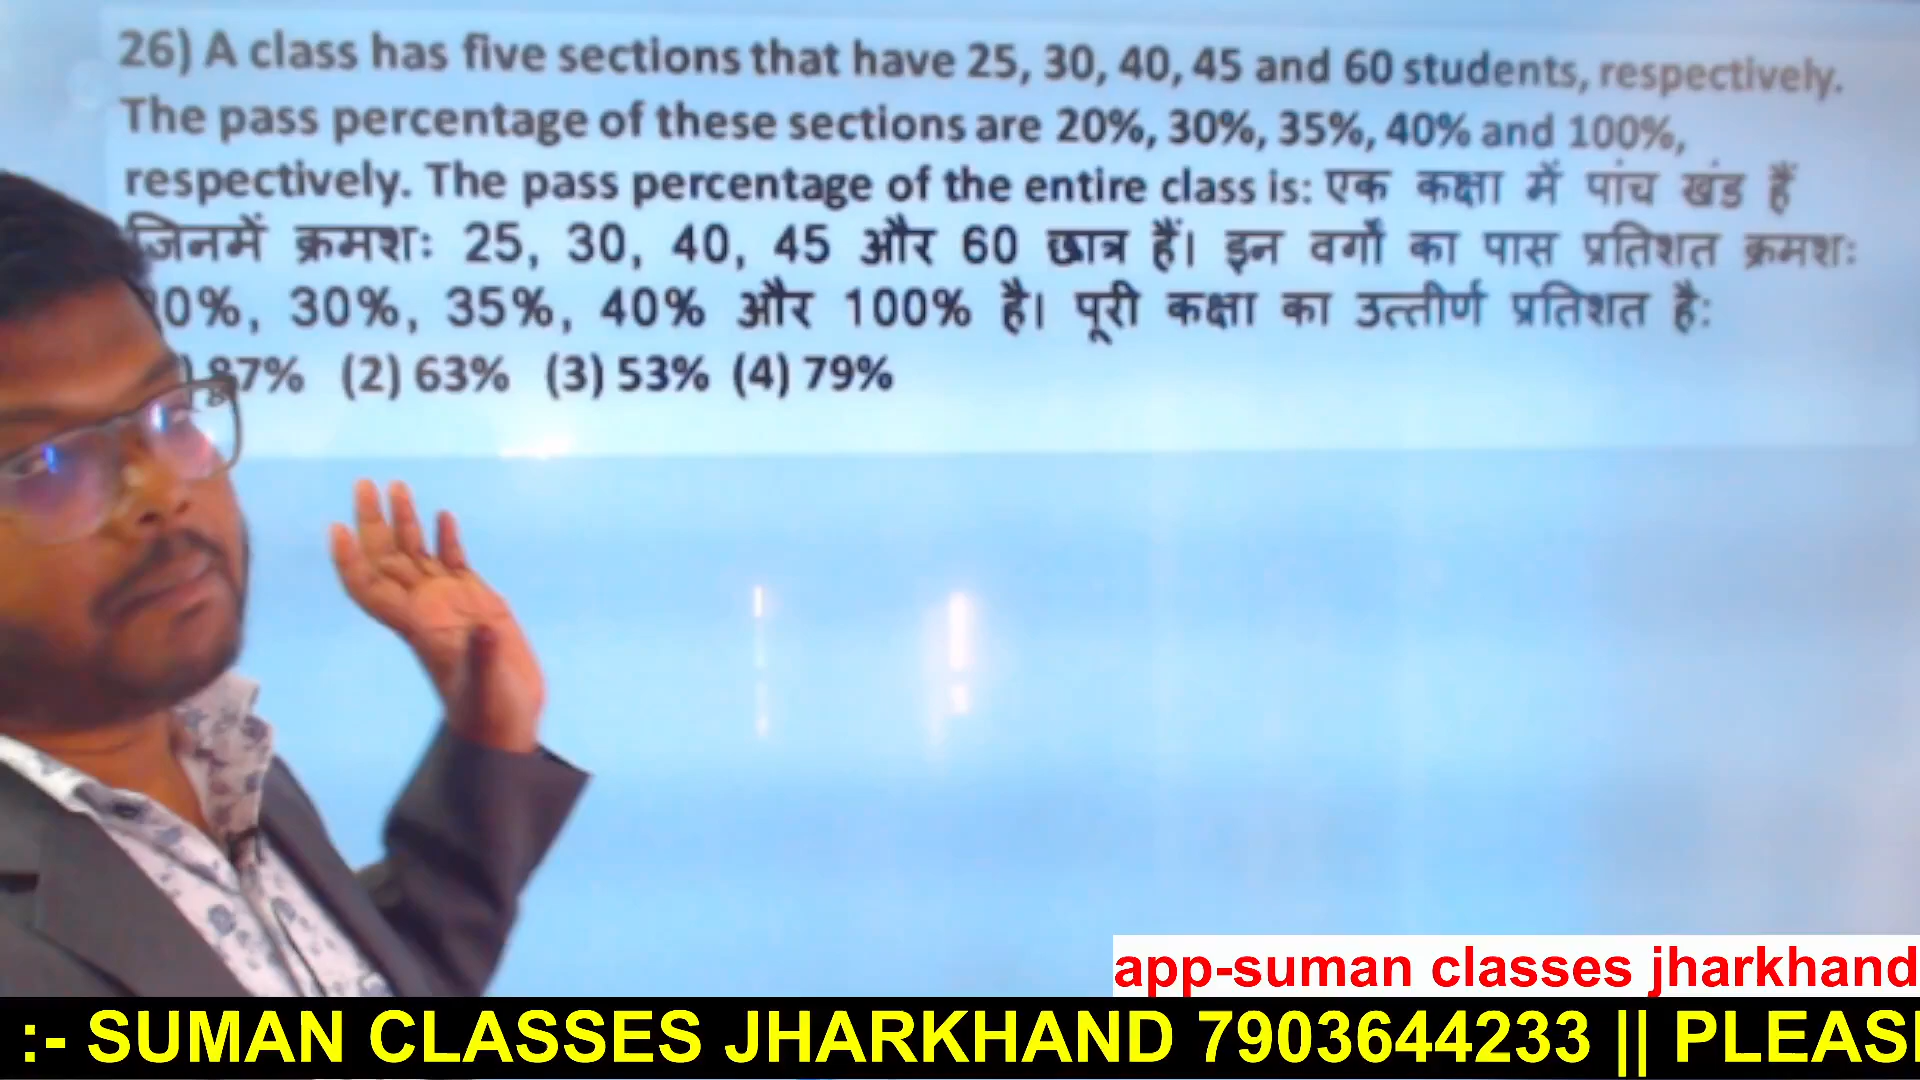 26) A class has five sections that have 25, 30, 40, 45 and 60 students, respectively.
The pass percentage of these sections are 20%, 30%, 35%, 40% and 100%,
respectively. The pass percentage of the entire class is: एक कक्षा में पांच खंड हैं
जिनमें क्रमशः 25, 30, 40, 45 और 60 छात्र हैं। इन वर्गों का पास प्रतिशत क्रमशः
0%, 30%, 35%, 40% और 100% है। पूरी कक्षा का उत्तीर्ण प्रतिशत है:
) 87% (2) 63% (3) 53% (4) 79%
app-suman classes jharkhand
:- SUMAN CLASSES JHARKHAND 7903644233 || PLEAS